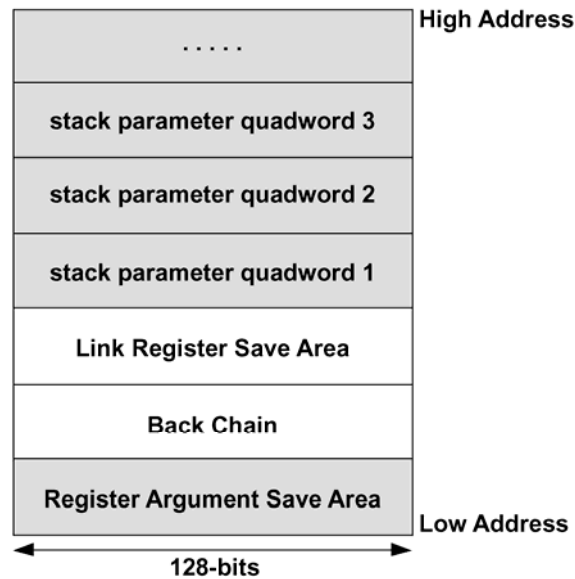 High Address
. . . . .
stack parameter quadword 3
stack parameter quadword 2
stack parameter quadword 1
Link Register Save Area
Back Chain
Register Argument Save Area
Low Address
128-bits